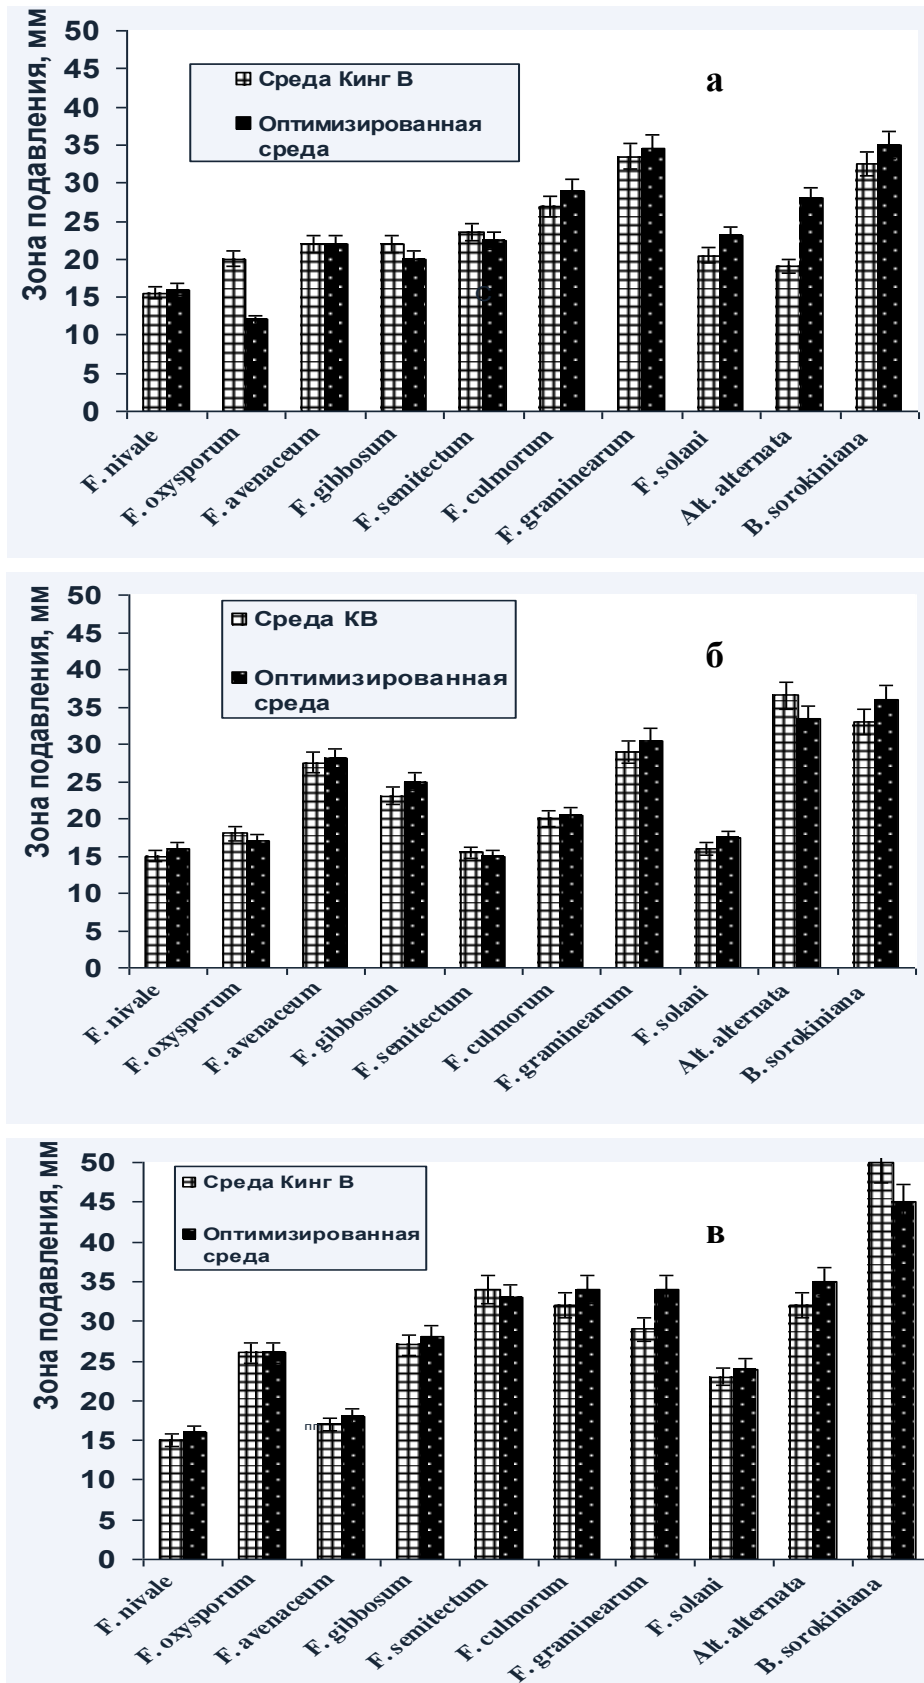 Зона подавления, мм
50
45
40
35
30
25
20
15
10
5
0
Среда Кинг В
Оптимизированная
среда
а
с
F. nivale
F. oxysporum
F. avenaceum
F. gibbosum
F. semitectum
F. culmorum
F. graminearum
F. solani
Alt. alternata
B. sorokiniana
Зона подавления, мм
50
45
40
35
30
25
20
15
10
5
0
Среда КВ
Оптимизированная
среда
б
F. nivale
F. oxysporum
F. avenaceum
F. gibbosum
F. semitectum
F. culmorum
F. graminearum
F. solani
Alt. alternata
B. sorokiniana
Зона подавления, мм
50
45
40
35
30
25
20
15
10
5
0
Среда Кинг В
Оптимизированная
среда
в
F. nivale
F. oxysporum
F. avenaceum
F. gibbosum
F. semitectum
F. culmorum
F. graminearum
F. solani
Alt. alternata
B. sorokiniana